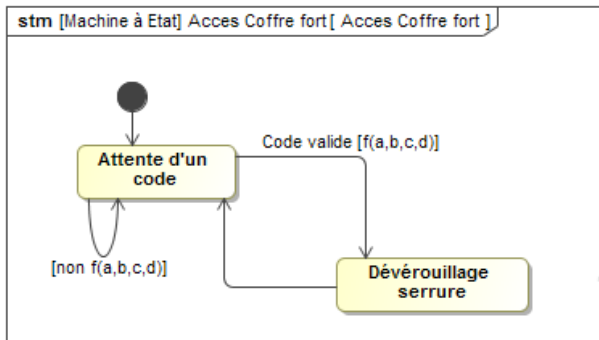 stm [Machine à Etat] Acces Coffre fort [ Acces Coffre fort ]
Code valide [f(a,b,c,d)]
Attente d'un
code
[non f(a,b,c,d)]
Dévérouillage
serrure